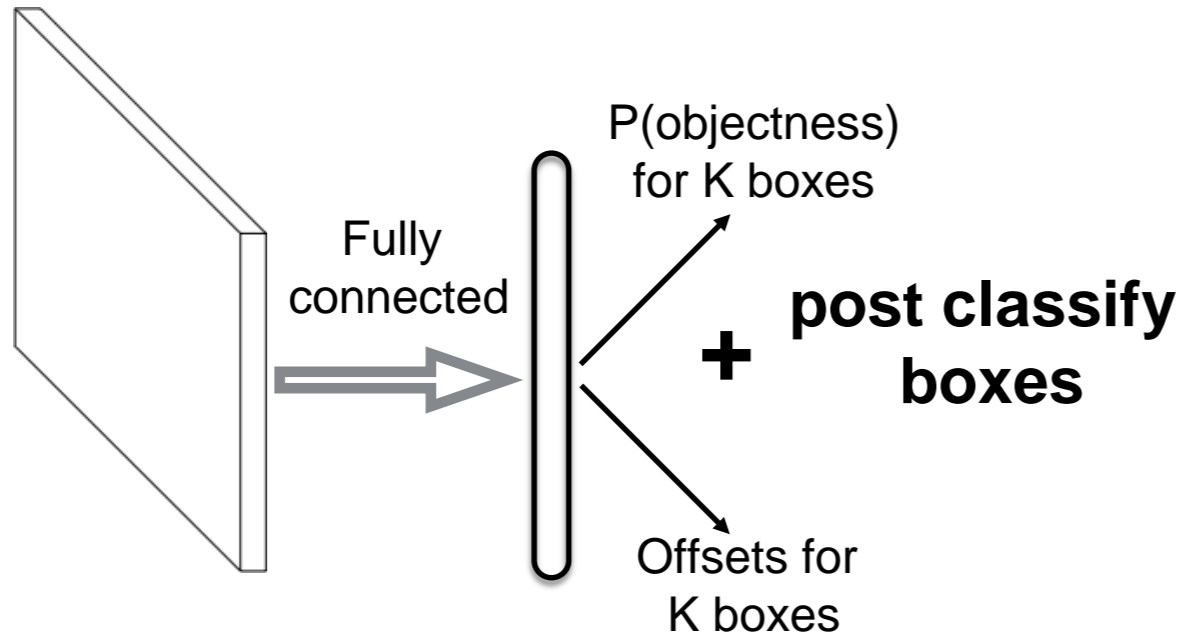 Fully
connected
P(objectness)
for K boxes
+
post classify
boxes
Offsets for
K boxes